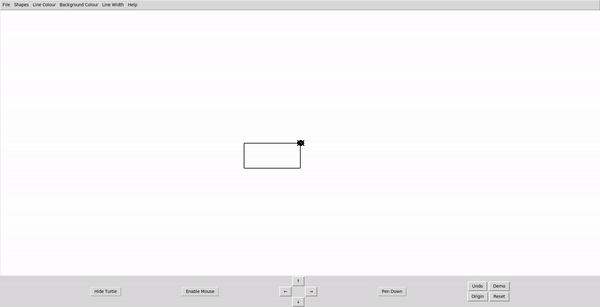 File Shapes Line Colour Background Colour Line Width Help
↑
Hide Turtle Enable Mouse ← → Pen Down
↓
Undo Demo
Origin Reset